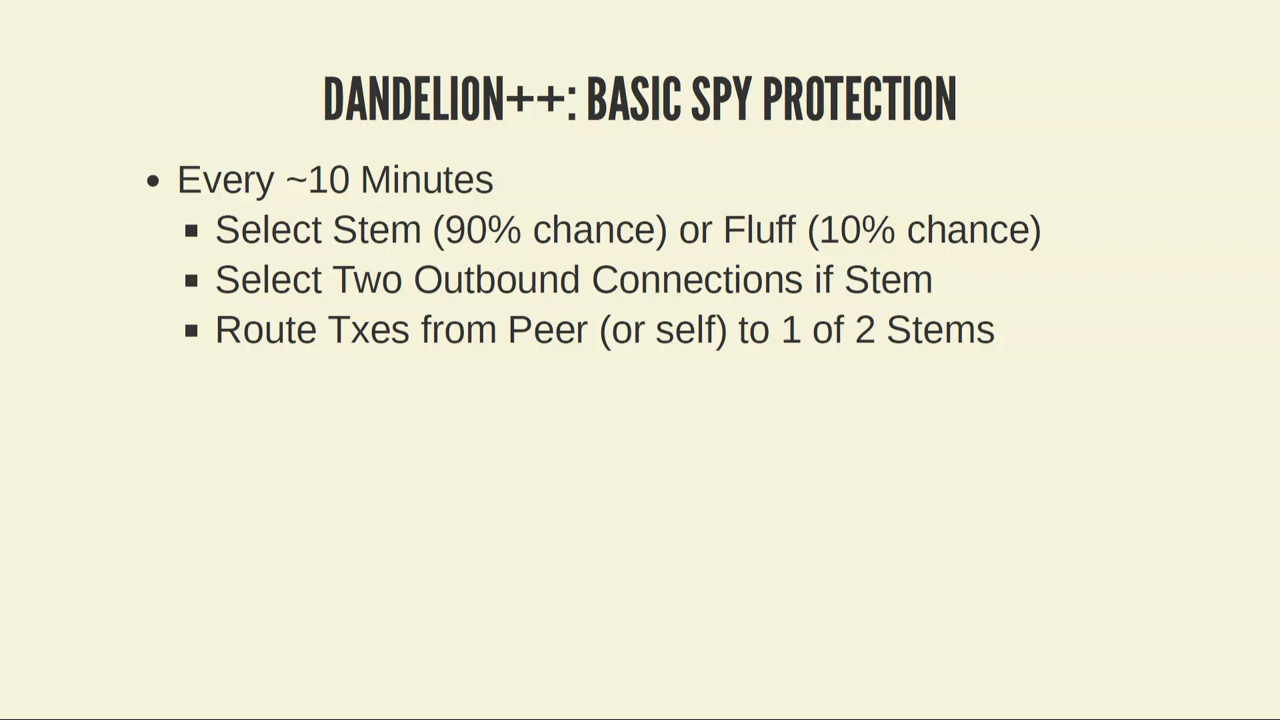 DANDELION++: BASIC SPY PROTECTION
• Every ~10 Minutes
▪ Select Stem (90% chance) or Fluff (10% chance)
▪ Select Two Outbound Connections if Stem
▪ Route Txes from Peer (or self) to 1 of 2 Stems